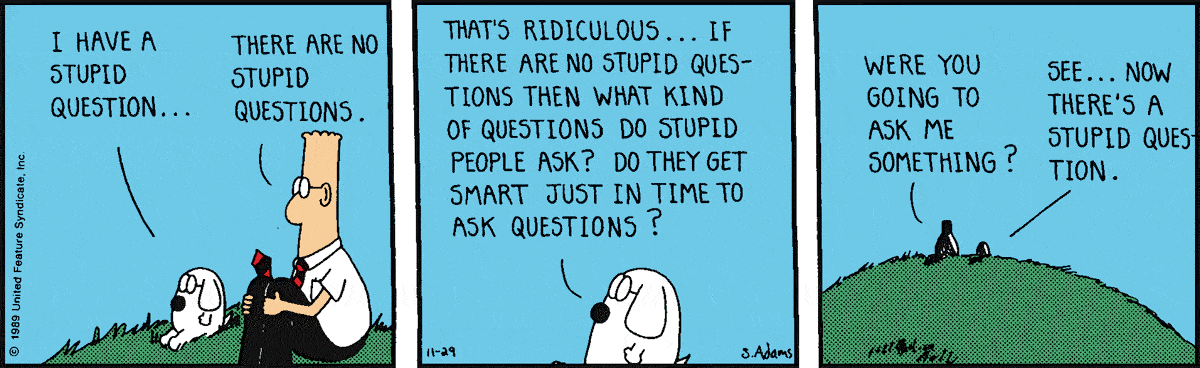 I HAVE A
STUPID
QUESTION...
THERE ARE NO
STUPID
QUESTIONS.
© 1989 United Feature Syndicate, Inc.
THAT'S RIDICULOUS... IF
THERE ARE NO STUPID QUES-
TIONS THEN WHAT KIND
OF QUESTIONS DO STUPID
PEOPLE ASK? DO THEY GET
SMART JUST IN TIME TO
ASK QUESTIONS?
11-29
S.Adams
WERE YOU
GOING TO
ASK ME
SOMETHING?
SEE... NOW
THERE'S A
STUPID QUES-
TION.